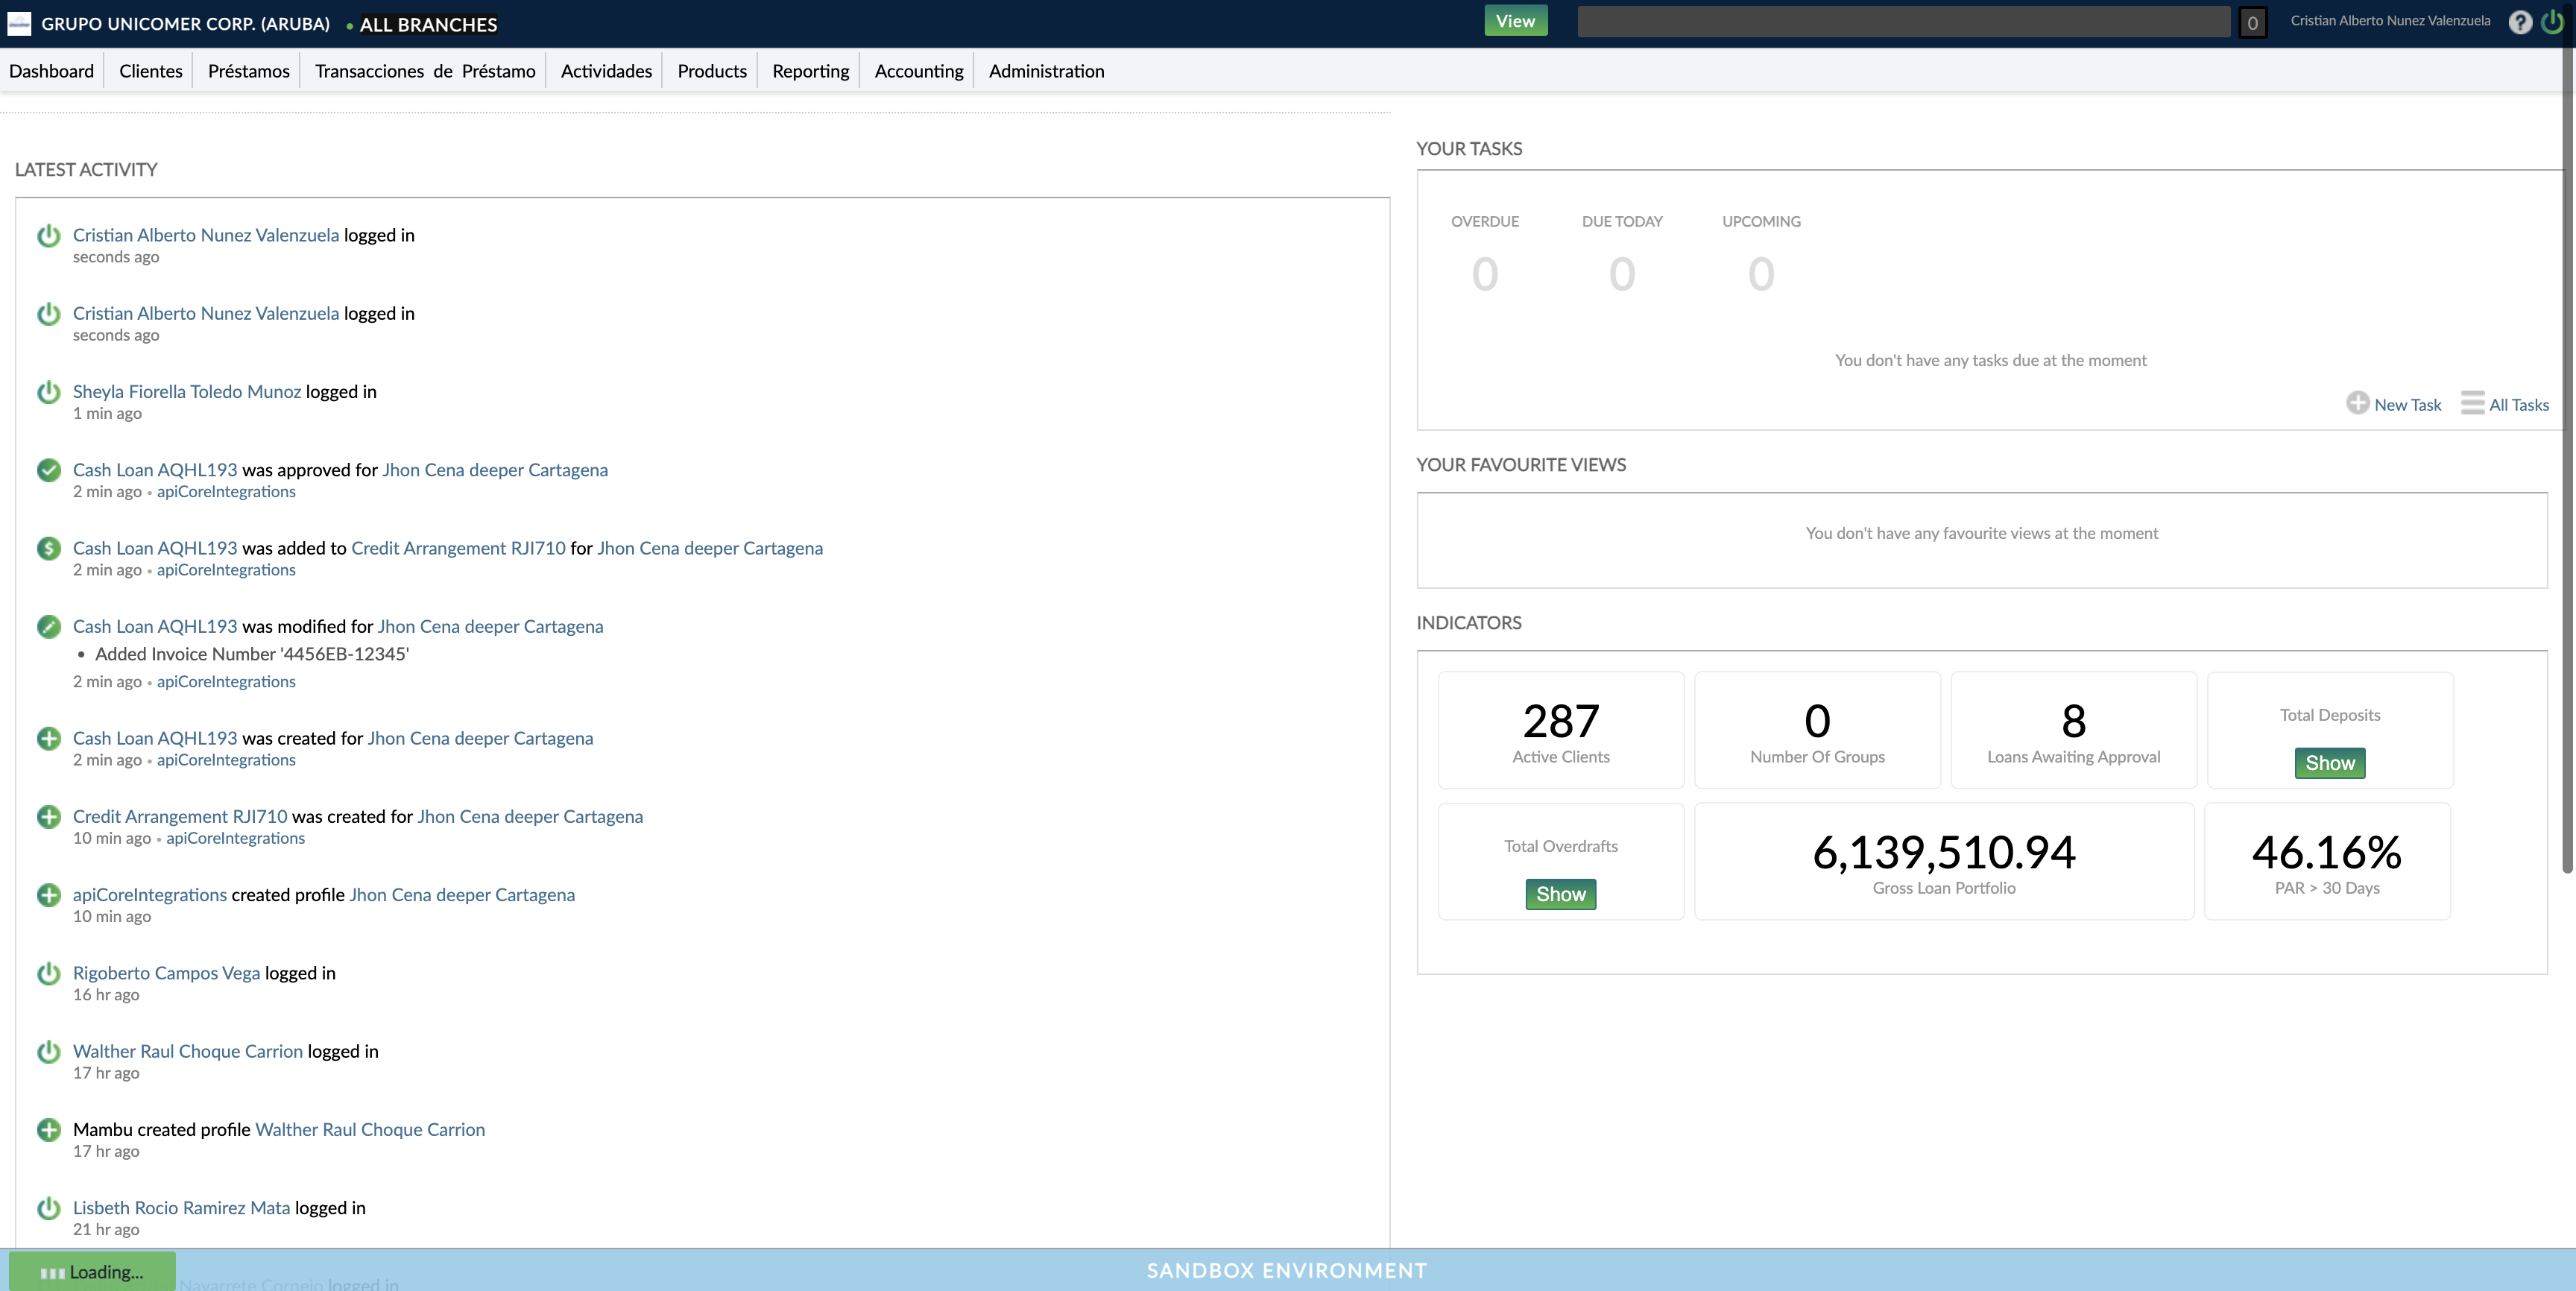 GRUPO UNICOMER CORP. (ARUBA) • ALL BRANCHES
View
0
Cristian Alberto Nunez Valenzuela
?
Dashboard
Clientes
Préstamos
Transacciones de Préstamo
Actividades
Products
Reporting
Accounting
Administration
LATEST ACTIVITY
Cristian Alberto Nunez Valenzuela logged in
seconds ago
Cristian Alberto Nunez Valenzuela logged in
seconds ago
Sheyla Fiorella Toledo Munoz logged in
1 min ago
Cash Loan AQHL193 was approved for Jhon Cena deeper Cartagena
2 min ago • apiCoreIntegrations
Cash Loan AQHL193 was added to Credit Arrangement RJI710 for Jhon Cena deeper Cartagena
2 min ago • apiCoreIntegrations
Cash Loan AQHL193 was modified for Jhon Cena deeper Cartagena
• Added Invoice Number '4456EB-12345'
2 min ago • apiCoreIntegrations
Cash Loan AQHL193 was created for Jhon Cena deeper Cartagena
2 min ago • apiCoreIntegrations
Credit Arrangement RJI710 was created for Jhon Cena deeper Cartagena
10 min ago • apiCoreIntegrations
apiCoreIntegrations created profile Jhon Cena deeper Cartagena
10 min ago
Rigoberto Campos Vega logged in
16 hr ago
Walther Raul Choque Carrion logged in
17 hr ago
Mambu created profile Walther Raul Choque Carrion
17 hr ago
Lisbeth Rocio Ramirez Mata logged in
21 hr ago
YOUR TASKS
OVERDUE
DUE TODAY
UPCOMING
0
0
0
You don't have any tasks due at the moment
New Task
All Tasks
YOUR FAVOURITE VIEWS
You don't have any favourite views at the moment
INDICATORS
287
Active Clients
0
Number Of Groups
8
Loans Awaiting Approval
Total Deposits
Show
Total Overdrafts
Show
6,139,510.94
Gross Loan Portfolio
46.16%
PAR > 30 Days
Loading...
Navarrete Cornejo logged in
SANDBOX ENVIRONMENT